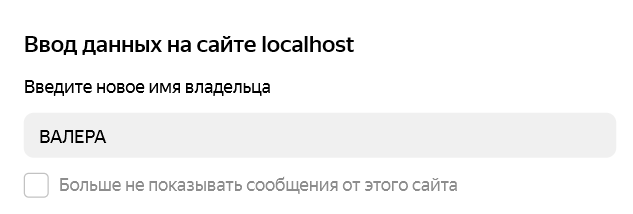 Ввод данных на сайте localhost
Введите новое имя владельца
ВАЛЕРА
Больше не показывать сообщения от этого сайта